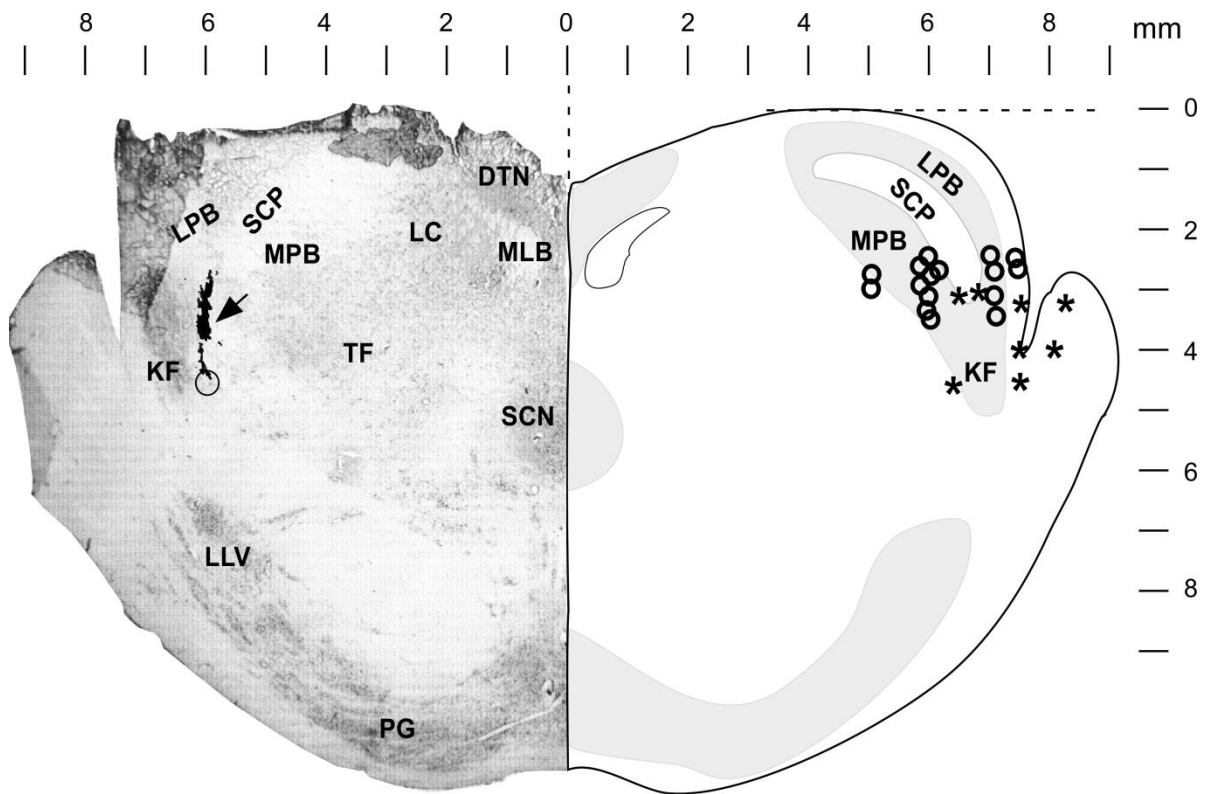 8 6 4 2 0 2 4 6 8 mm
0
DTN
LPB
LPB SCP
SCP
LC
2
MPB MLB MPB
TF 4
KF KF
SCN
6
LLV
8
PG